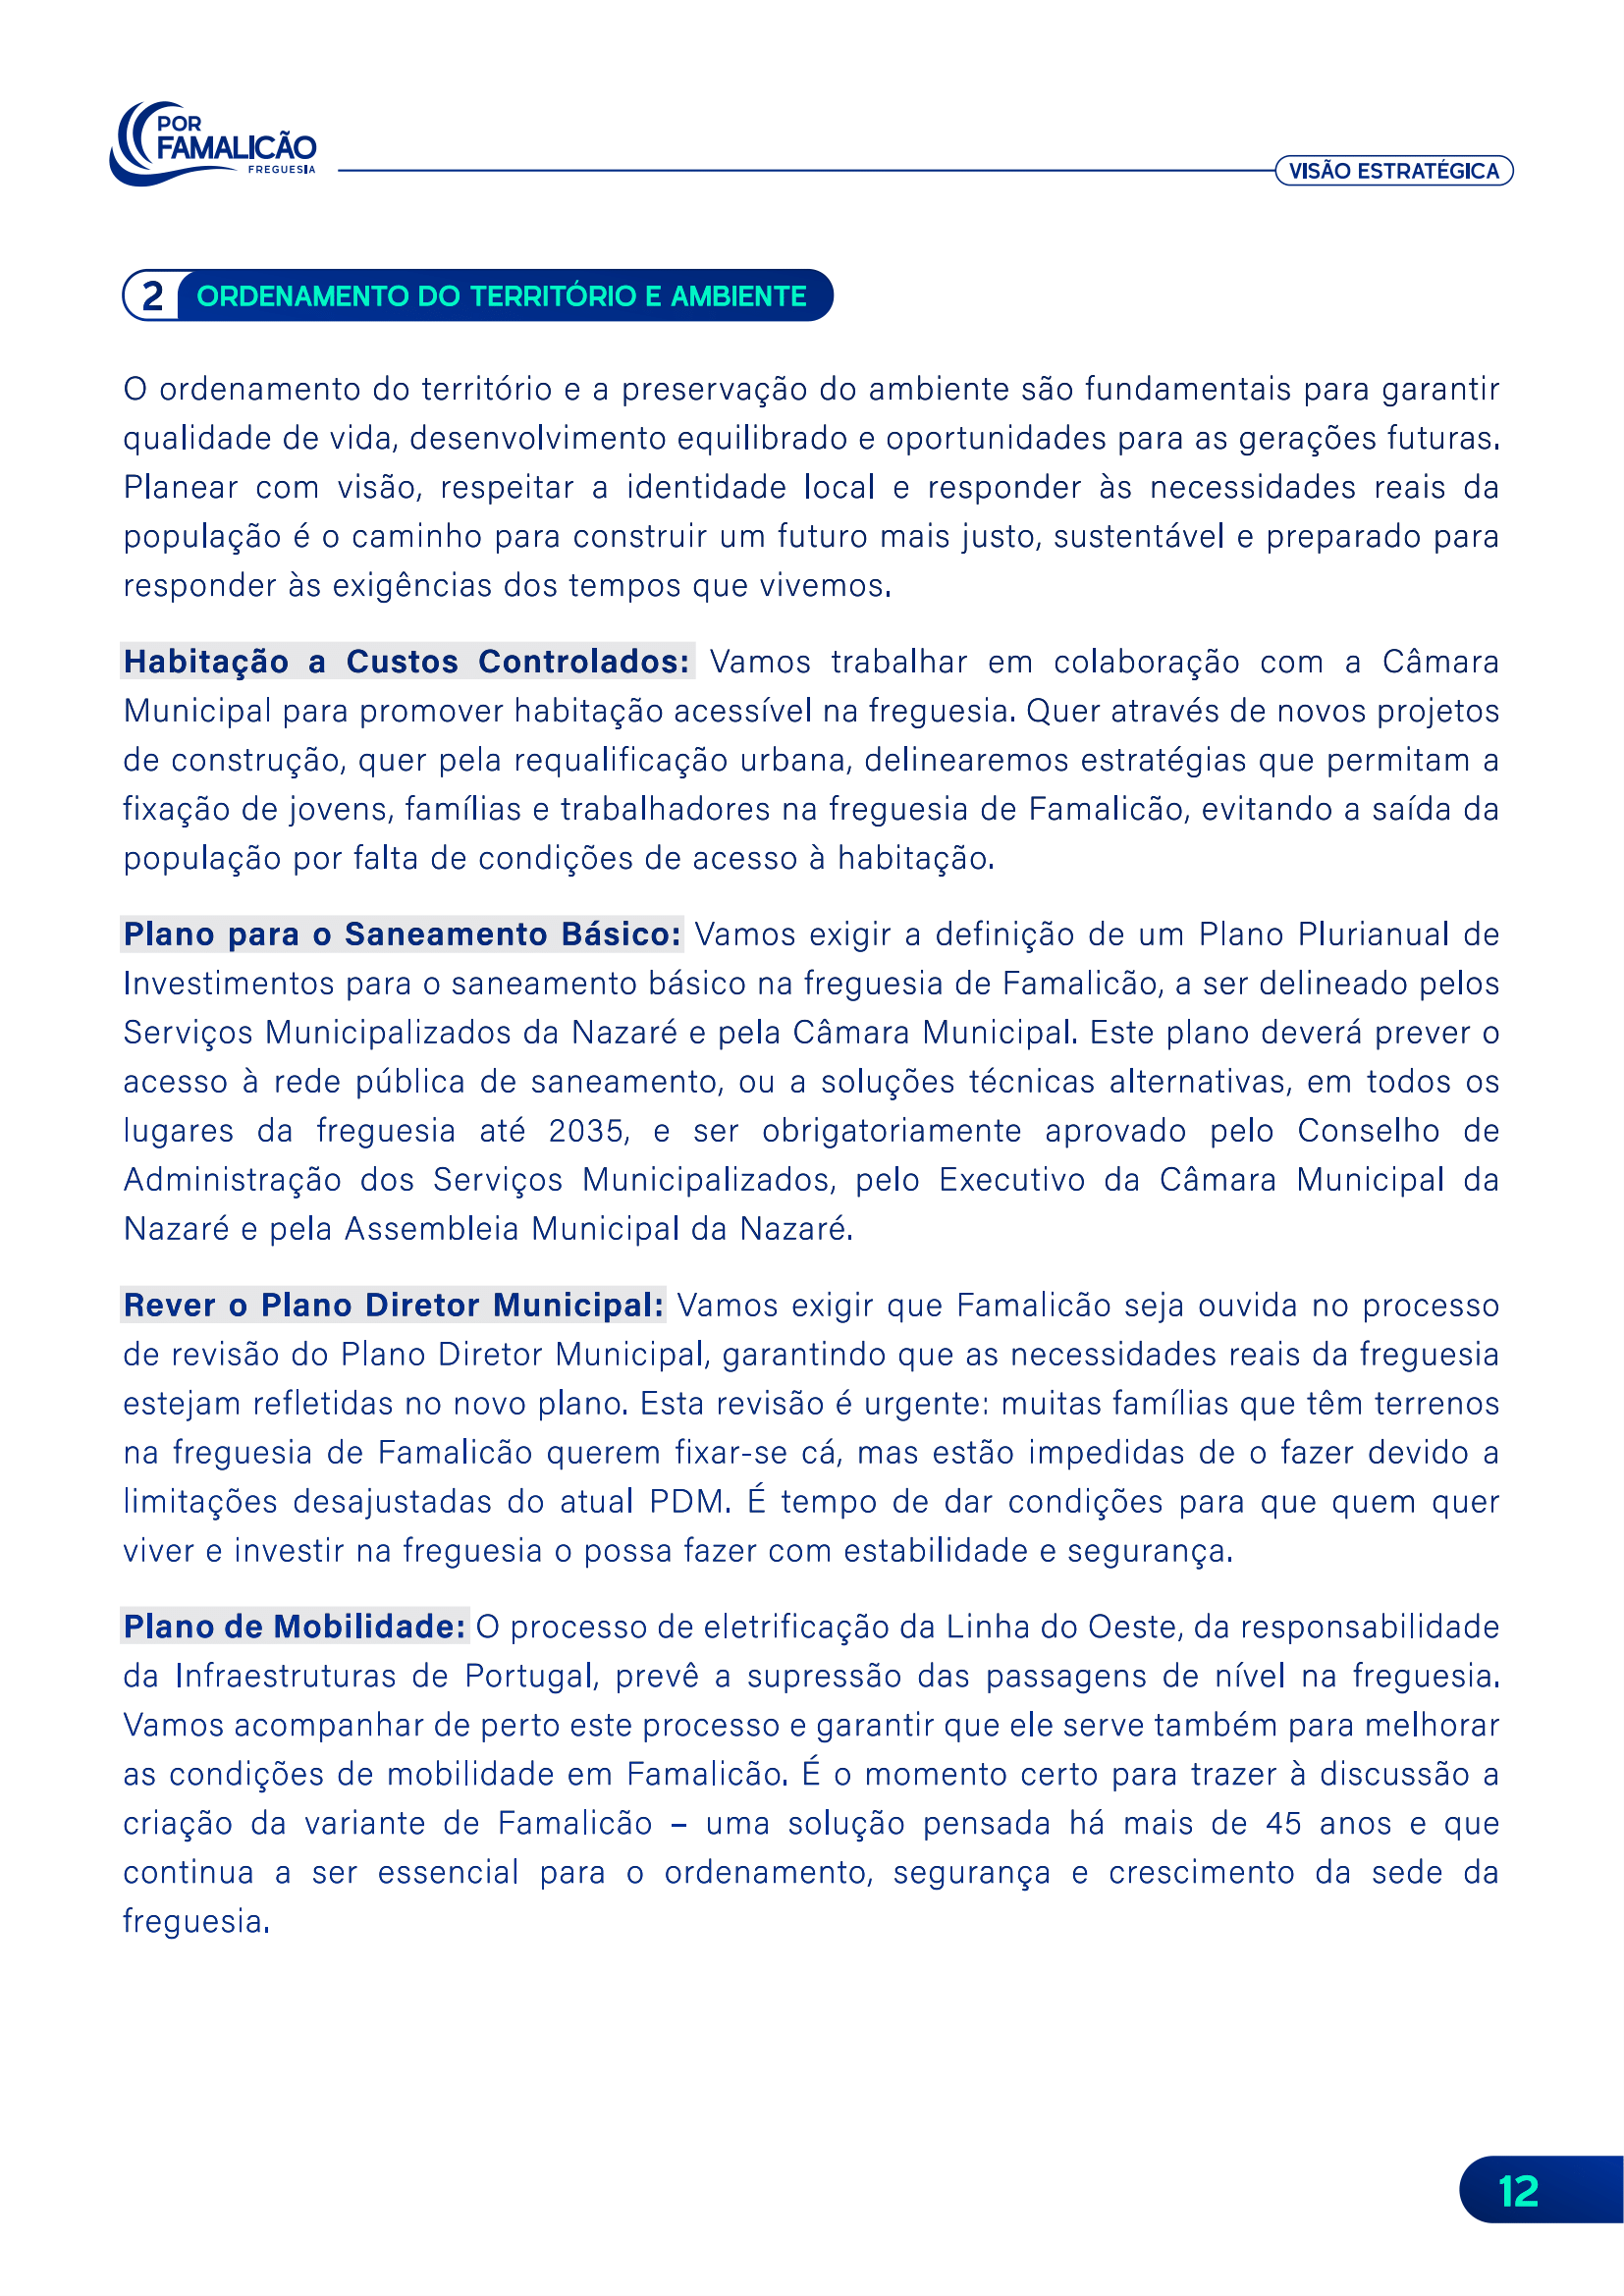 POR
FAMALICÃO
FREGUESIA
VISÃO ESTRATÉGICA
2 ORDENAMENTO DO TERRITÓRIO E AMBIENTE
O ordenamento do território e a preservação do ambiente são fundamentais para garantir
qualidade de vida, desenvolvimento equilibrado e oportunidades para as gerações futuras.
Planear com visão, respeitar a identidade local e responder às necessidades reais da
população é o caminho para construir um futuro mais justo, sustentável e preparado para
responder às exigências dos tempos que vivemos.
Habitação a Custos Controlados: Vamos trabalhar em colaboração com a Câmara
Municipal para promover habitação acessível na freguesia. Quer através de novos projetos
de construção, quer pela requalificação urbana, delinearemos estratégias que permitam a
fixação de jovens, famílias e trabalhadores na freguesia de Famalicão, evitando a saída da
população por falta de condições de acesso à habitação.
Plano para o Saneamento Básico: Vamos exigir a definição de um Plano Plurianual de
Investimentos para o saneamento básico na freguesia de Famalicão, a ser delineado pelos
Serviços Municipalizados da Nazaré e pela Câmara Municipal. Este plano deverá prever o
acesso à rede pública de saneamento, ou a soluções técnicas alternativas, em todos os
lugares da freguesia até 2035, e ser obrigatoriamente aprovado pelo Conselho de
Administração dos Serviços Municipalizados, pelo Executivo da Câmara Municipal da
Nazaré e pela Assembleia Municipal da Nazaré.
Rever o Plano Diretor Municipal: Vamos exigir que Famalicão seja ouvida no processo
de revisão do Plano Diretor Municipal, garantindo que as necessidades reais da freguesia
estejam refletidas no novo plano. Esta revisão é urgente: muitas famílias que têm terrenos
na freguesia de Famalicão querem fixar-se cá, mas estão impedidas de o fazer devido a
limitações desajustadas do atual PDM. É tempo de dar condições para que quem quer
viver e investir na freguesia o possa fazer com estabilidade e segurança.
Plano de Mobilidade: O processo de eletrificação da Linha do Oeste, da responsabilidade
da Infraestruturas de Portugal, prevê a supressão das passagens de nível na freguesia.
Vamos acompanhar de perto este processo e garantir que ele serve também para melhorar
as condições de mobilidade em Famalicão. É o momento certo para trazer à discussão a
criação da variante de Famalicão – uma solução pensada há mais de 45 anos e que
continua a ser essencial para o ordenamento, segurança e crescimento da sede da
freguesia.
12